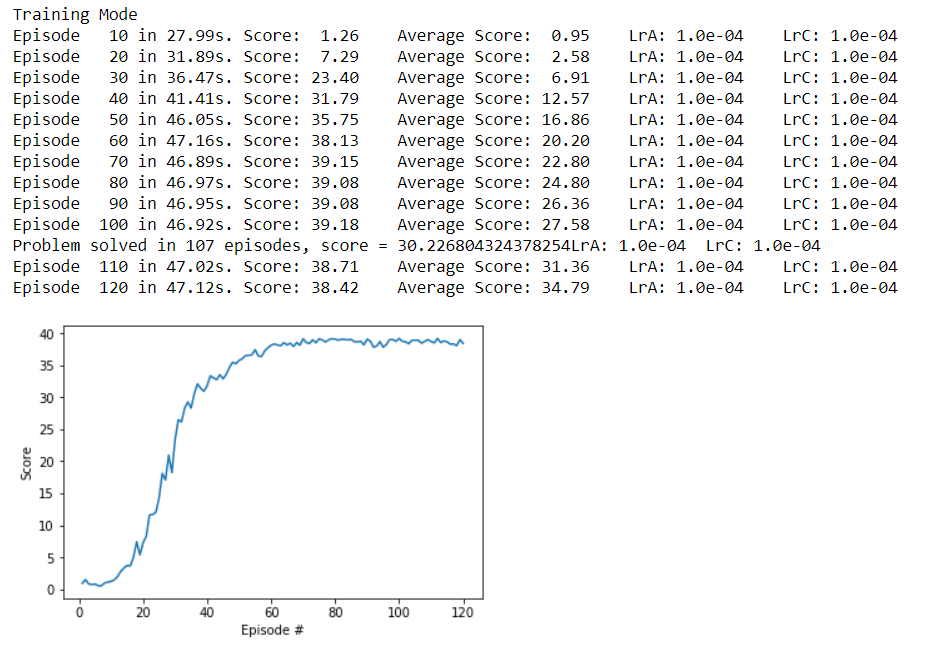 Training Mode
Episode   10 in 27.99s. Score:  1.26    Average Score:  0.95    LrA: 1.0e-04    LrC: 1.0e-04
Episode   20 in 31.89s. Score:  7.29    Average Score:  2.58    LrA: 1.0e-04    LrC: 1.0e-04
Episode   30 in 36.47s. Score: 23.40    Average Score:  6.91    LrA: 1.0e-04    LrC: 1.0e-04
Episode   40 in 41.41s. Score: 31.79    Average Score: 12.57    LrA: 1.0e-04    LrC: 1.0e-04
Episode   50 in 46.05s. Score: 35.75    Average Score: 16.86    LrA: 1.0e-04    LrC: 1.0e-04
Episode   60 in 47.16s. Score: 38.13    Average Score: 20.20    LrA: 1.0e-04    LrC: 1.0e-04
Episode   70 in 46.89s. Score: 39.15    Average Score: 22.80    LrA: 1.0e-04    LrC: 1.0e-04
Episode   80 in 46.97s. Score: 39.08    Average Score: 24.80    LrA: 1.0e-04    LrC: 1.0e-04
Episode   90 in 46.95s. Score: 39.08    Average Score: 26.36    LrA: 1.0e-04    LrC: 1.0e-04
Episode  100 in 46.92s. Score: 39.18    Average Score: 27.58    LrA: 1.0e-04    LrC: 1.0e-04
Problem solved in 107 episodes, score = 30.226804324378254LrA: 1.0e-04  LrC: 1.0e-04
Episode  110 in 47.02s. Score: 38.71    Average Score: 31.36    LrA: 1.0e-04    LrC: 1.0e-04
Episode  120 in 47.12s. Score: 38.42    Average Score: 34.79    LrA: 1.0e-04    LrC: 1.0e-04
40
35
30
25
20
15
10
5
0
Score
0 20 40 60 80 100 120
Episode #